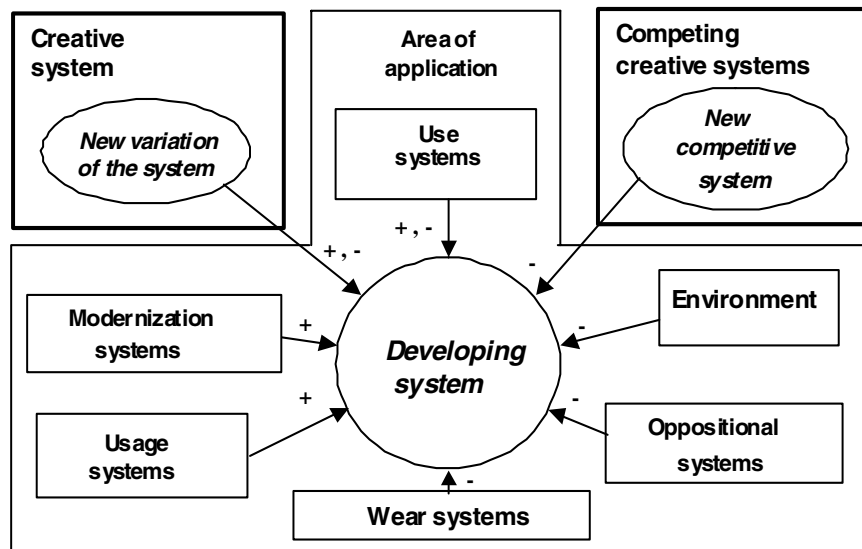 Creative
system
New variation
of the system
Area of
application
Use
systems
Competing
creative systems
New
competitive
system
+ , -
+ , -
-
Modernization
systems
+
Environment
-
Developing
system
Usage
systems
+
Oppositional
systems
-
Wear systems
-